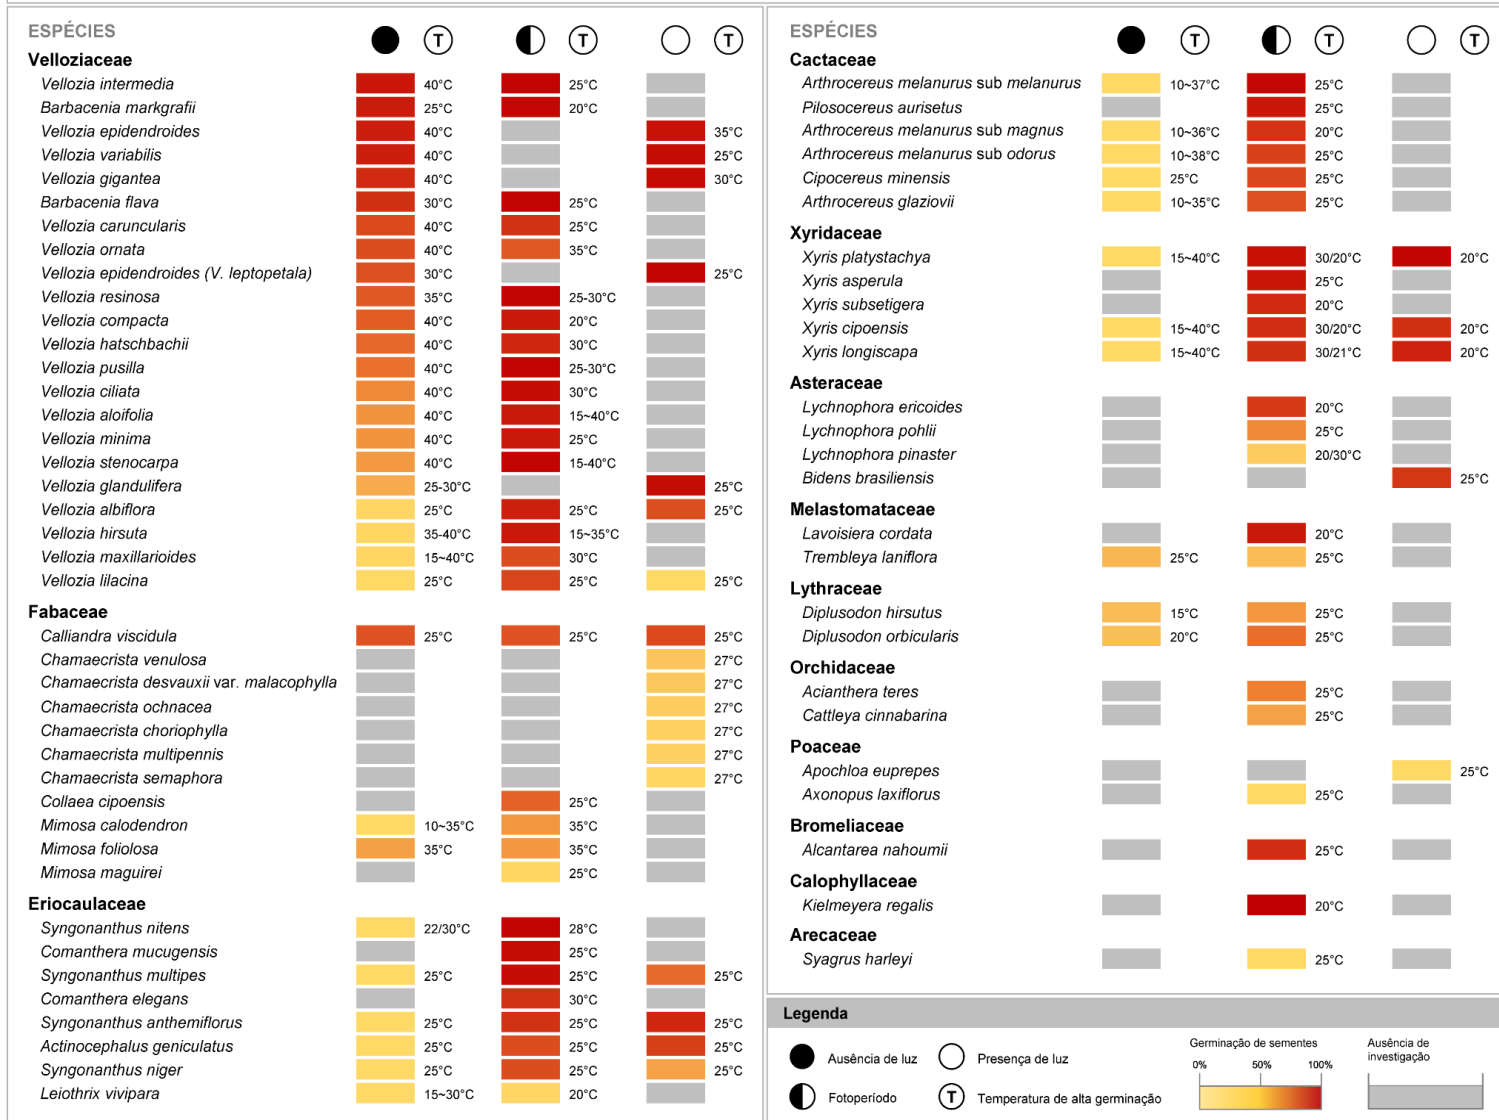 ESPÉCIES T T T
Velloziaceae
Vellozia intermedia 40°C 25°C
Barbacenia markgrafii 25°C 20°C
Vellozia epidendroides 40°C 35°C
Vellozia variabilis 40°C 25°C
Vellozia gigantea 40°C 30°C
Barbacenia flava 30°C 25°C
Vellozia caruncularis 40°C 25°C
Vellozia ornata 40°C 35°C
Vellozia epidendroides (V. leptopetala) 30°C 25°C
Vellozia resinosa 35°C 25-30°C
Vellozia compacta 40°C 20°C
Vellozia hatschbachii 40°C 30°C
Vellozia pusilla 40°C 25-30°C
Vellozia ciliata 40°C 30°C
Vellozia aloifolia 40°C 15~40°C
Vellozia minima 40°C 25°C
Vellozia stenocarpa 40°C 15-40°C
Vellozia glandulifera 25-30°C 25°C
Vellozia albiflora 25°C 25°C 25°C
Vellozia hirsuta 35-40°C 15~35°C
Vellozia maxillarioides 15~40°C 30°C
Vellozia lilacina 25°C 25°C 25°C
Fabaceae
Calliandra viscidula 25°C 25°C 25°C
Chamaecrista venulosa 27°C
Chamaecrista desvauxii var. malacophylla 27°C
Chamaecrista ochnacea 27°C
Chamaecrista choriophylla 27°C
Chamaecrista multipennis 27°C
Chamaecrista semaphora 27°C
Collaea cipoensis 25°C
Mimosa calodendron 10~35°C 35°C
Mimosa foliolosa 35°C 35°C
Mimosa maguirei 25°C
Eriocaulaceae
Syngonanthus nitens 22/30°C 28°C
Comanthera mucugensis 25°C
Syngonanthus multipes 25°C 25°C 25°C
Comanthera elegans 30°C
Syngonanthus anthemiflorus 25°C 25°C 25°C
Actinocephalus geniculatus 25°C 25°C 25°C
Syngonanthus niger 25°C 25°C 25°C
Leiothrix vivipara 15~30°C 20°C
ESPÉCIES T T T
Cactaceae
Arthrocereus melanurus sub melanurus 10~37°C 25°C
Pilosocereus aurisetus 25°C
Arthrocereus melanurus sub magnus 10~36°C 20°C
Arthrocereus melanurus sub odorus 10~38°C 25°C
Cipocereus minensis 25°C 25°C
Arthrocereus glaziovii 10~35°C 25°C
Xyridaceae
Xyris platystachya 15~40°C 30/20°C 20°C
Xyris asperula 25°C
Xyris subsetigera 20°C
Xyris cipoensis 15~40°C 30/20°C 20°C
Xyris longiscapa 15~40°C 30/21°C 20°C
Asteraceae
Lychnophora ericoides 20°C
Lychnophora pohlii 25°C
Lychnophora pinaster 20/30°C
Bidens brasiliensis 25°C
Melastomataceae
Lavoisiera cordata 20°C
Trembleya laniflora 25°C 25°C
Lythraceae
Diplusodon hirsutus 15°C 25°C
Diplusodon orbicularis 20°C 25°C
Orchidaceae
Acianthera teres 25°C
Cattleya cinnabarina 25°C
Poaceae
Apochloa euprepes 25°C
Axonopus laxiflorus 25°C
Bromeliaceae
Alcantarea nahoumii 25°C
Calophyllaceae
Kielmeyera regalis 20°C
Arecaceae
Syagrus harleyi 25°C
Legenda
Ausência de luz
Presença de luz
Fotoperíodo
T Temperatura de alta germinação
Germinação de sementes
0% 50% 100%
Ausência de
investigação